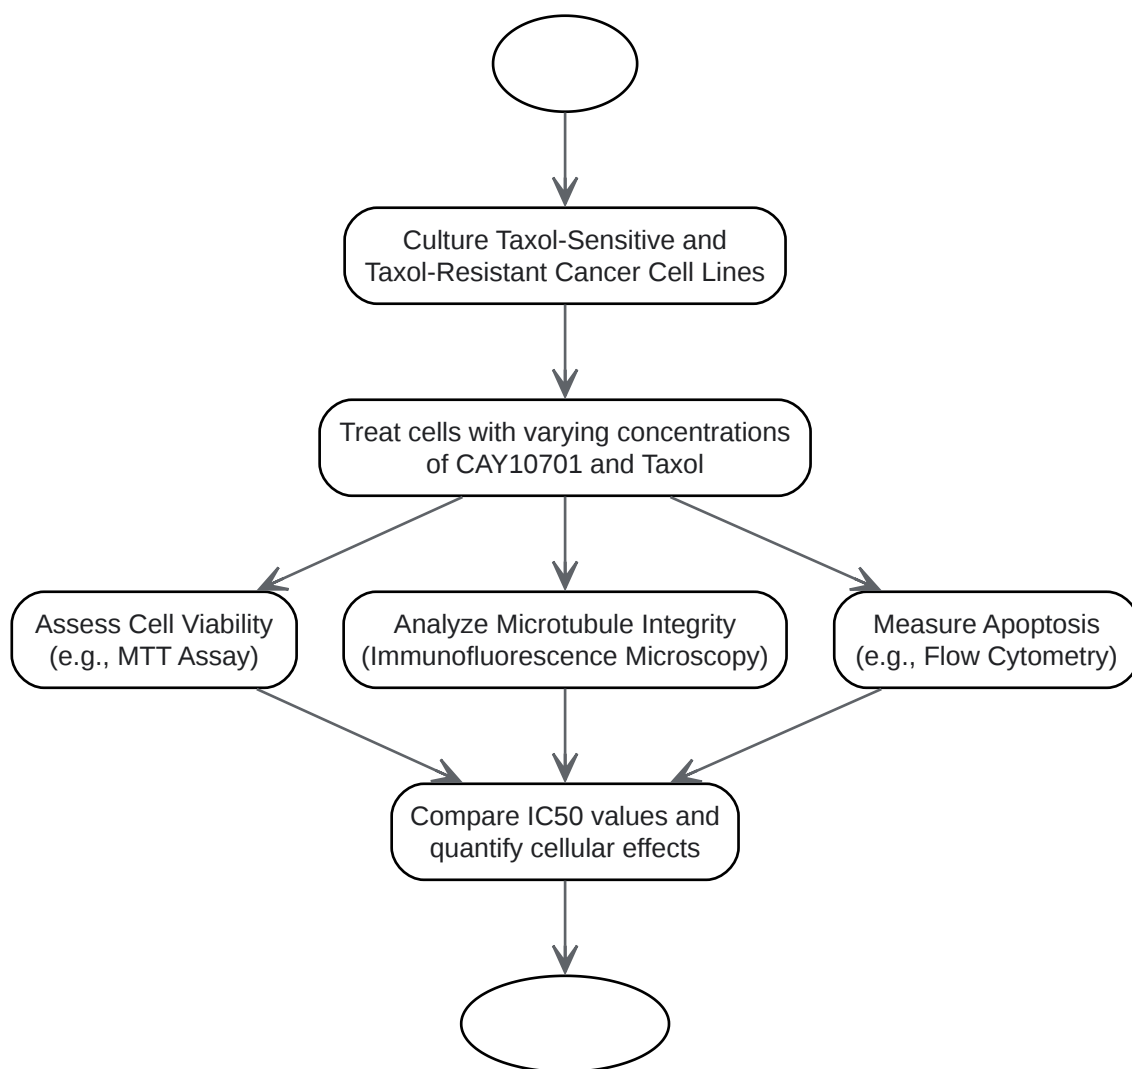 Culture Taxol-Sensitive and
Taxol-Resistant Cancer Cell Lines
Treat cells with varying concentrations
of CAY10701 and Taxol
Assess Cell Viability
(e.g., MTT Assay)
Analyze Microtubule Integrity
(Immunofluorescence Microscopy)
Measure Apoptosis
(e.g., Flow Cytometry)
Compare IC50 values and
quantify cellular effects